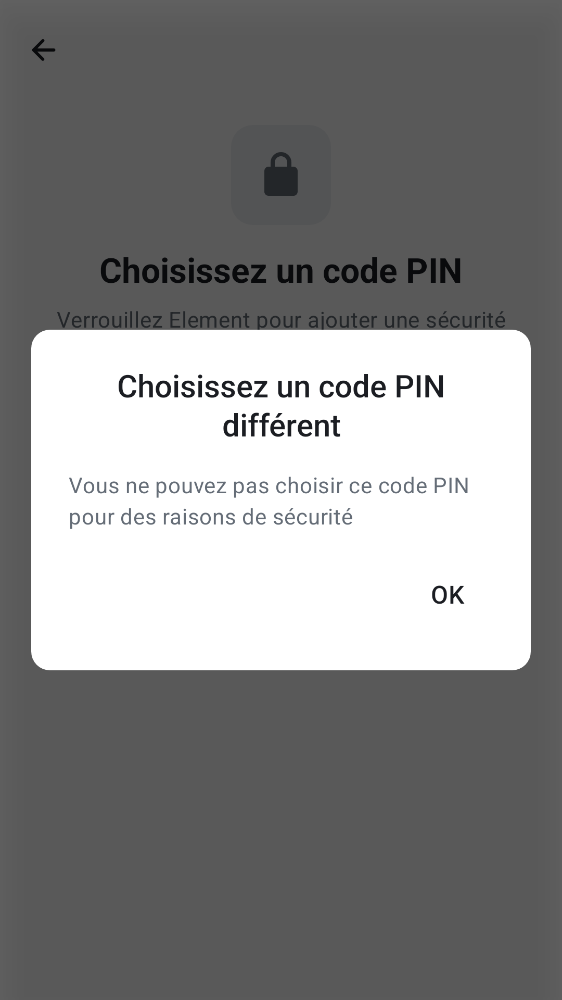 Choisissez un code PIN
Verrouillez Element pour ajouter une sécurité
Choisissez un code PIN
différent
Vous ne pouvez pas choisir ce code PIN
pour des raisons de sécurité
OK